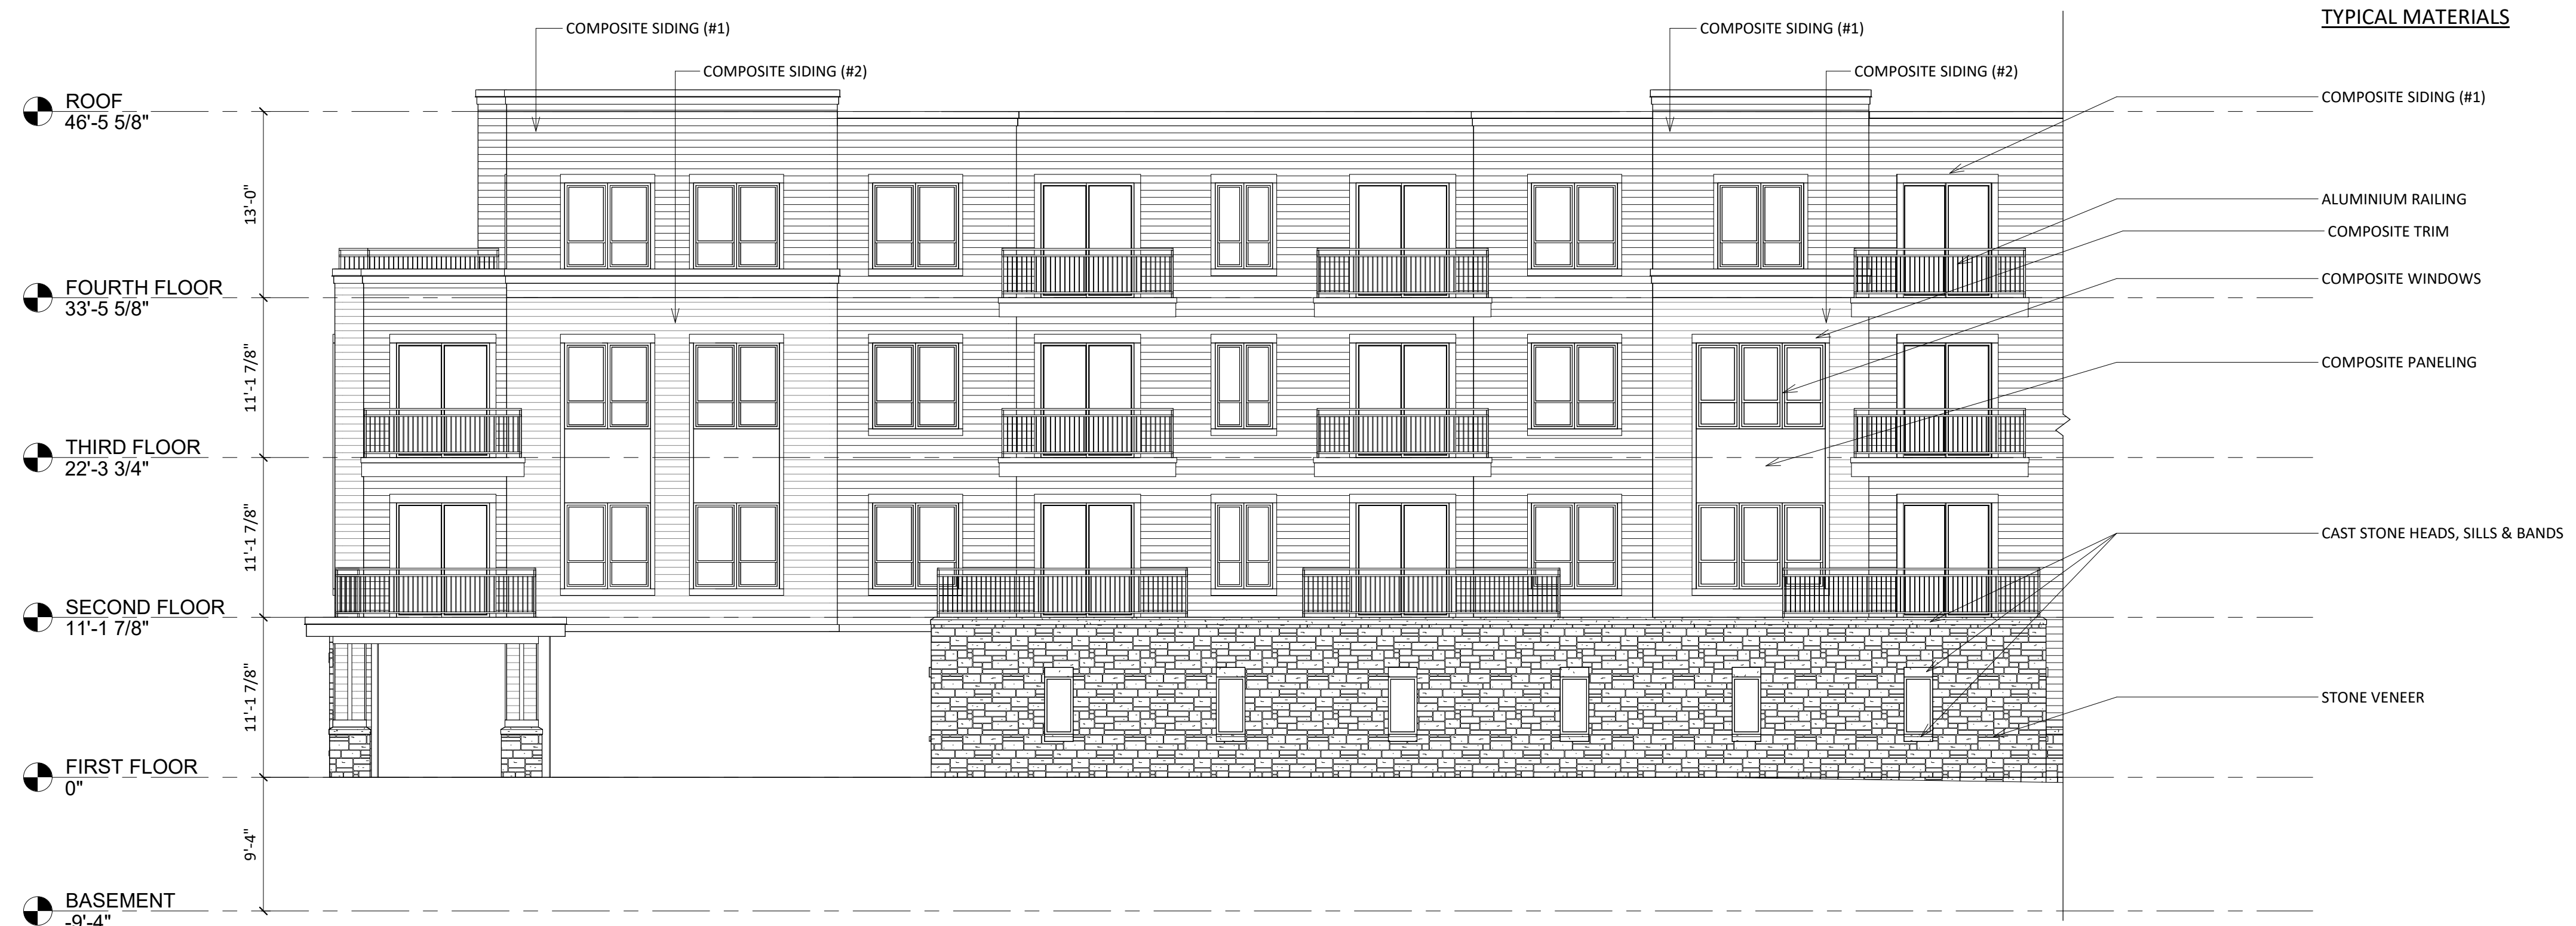 TYPICAL MATERIALS
COMPOSITE SIDING (#1)
COMPOSITE SIDING (#1)
COMPOSITE SIDING (#2)
COMPOSITE SIDING (#2)
ROOF
46'-5 5/8"
COMPOSITE SIDING (#1)
13'-0"
ALUMINIUM RAILING
COMPOSITE TRIM
COMPOSITE WINDOWS
FOURTH FLOOR
33'-5 5/8"
11'-1 7/8"
COMPOSITE PANELING
THIRD FLOOR
22'-3 3/4"
11'-1 7/8"
CAST STONE HEADS, SILLS & BANDS
SECOND FLOOR
11'-1 7/8"
11'-1 7/8"
STONE VENEER
FIRST FLOOR
0"
9'-4"
BASEMENT
-9'-4"